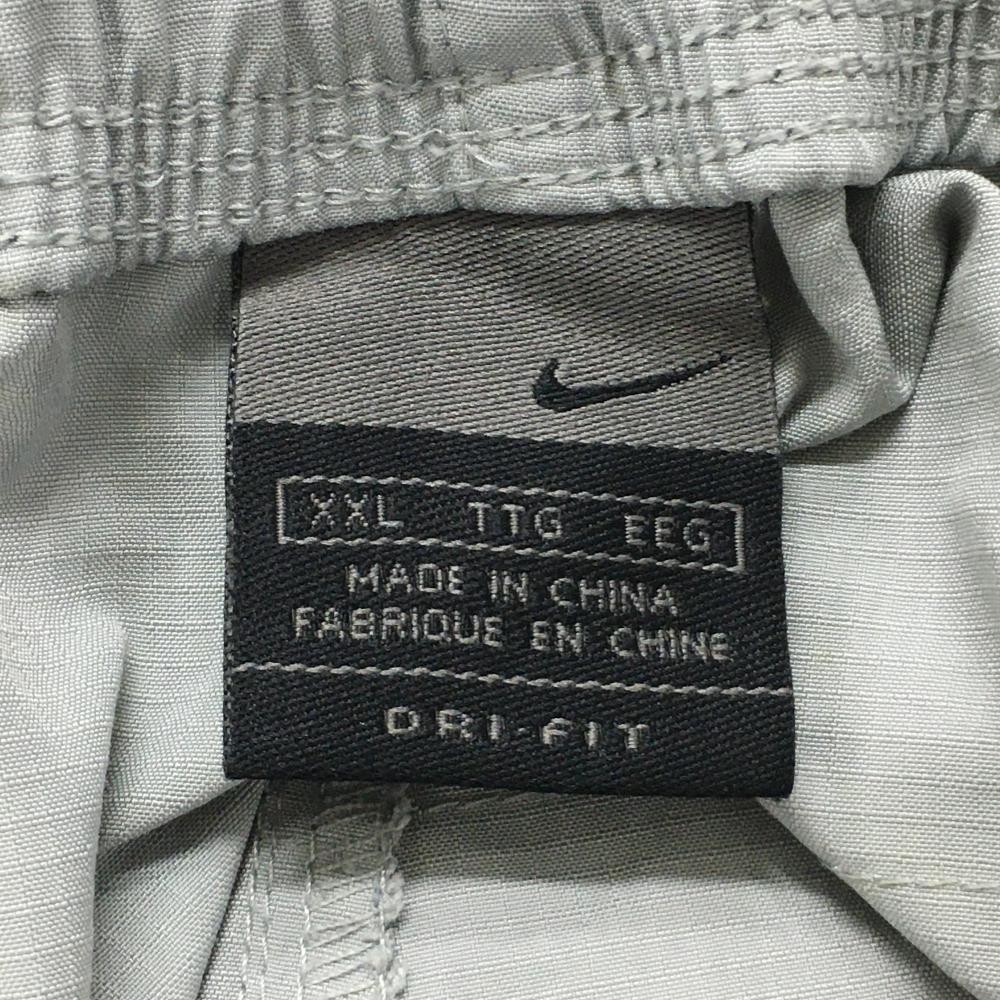 XXL TTG EEG
MADE IN CHINA
FABRIQUE EN CHINE
DRI-FIT